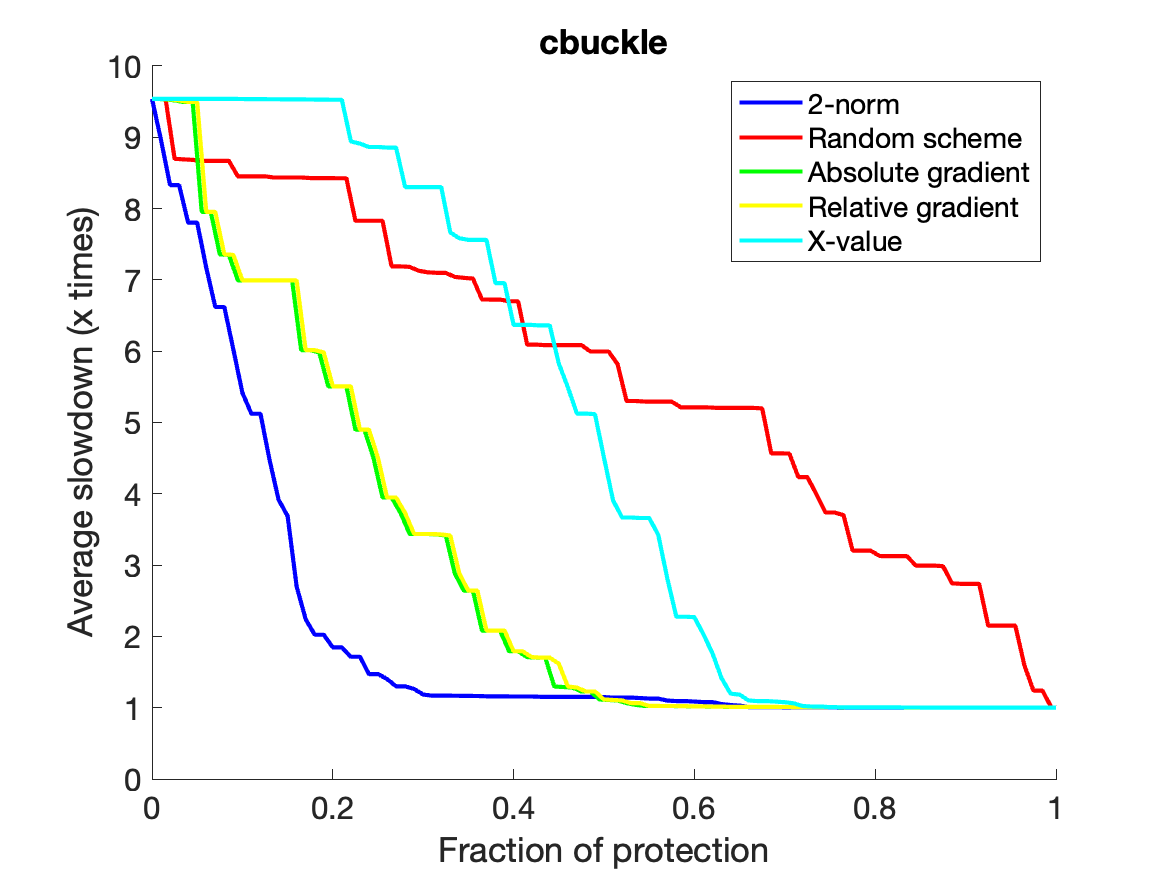 cbuckle
10
9
8
7
6
5
4
3
2
1
0
Average slowdown (x times)
2-norm
Random scheme
Absolute gradient
Relative gradient
X-value
0
0.2
0.4
0.6
0.8
1
Fraction of protection